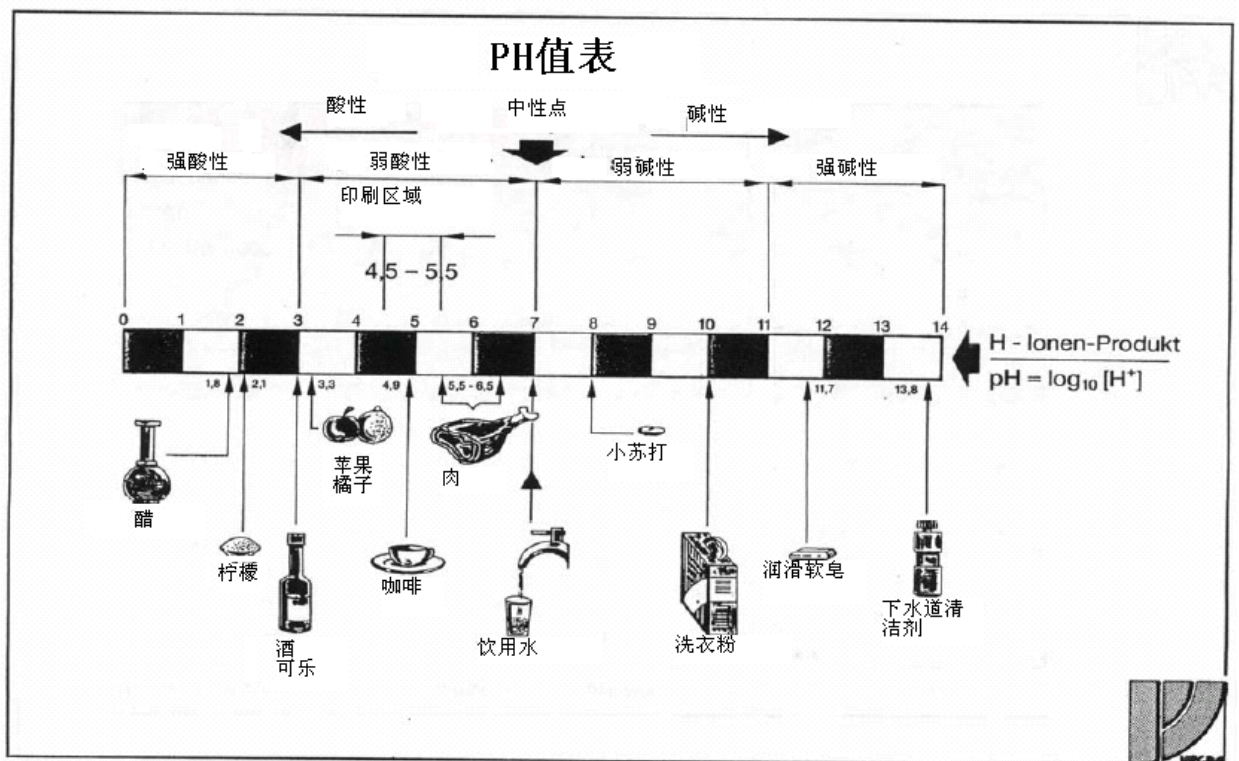 PH值表
酸性
中性点
碱性
强酸性
弱酸性
弱碱性
强碱性
印刷区域
4,5 – 5,5
0 1 2 3 4 5 6 7 8 9 10 11 12 13 14
H - Ionen-Produkt
pH = log₁₀ [H⁺]
1,8 2,1 3,3 4,9 5,5 - 6,5 11,7 13,8
醋
柠檬
酒
可乐
苹果
橘子
咖啡
肉
饮用水
小苏打
洗衣粉
润滑软皂
下水道清
洁剂